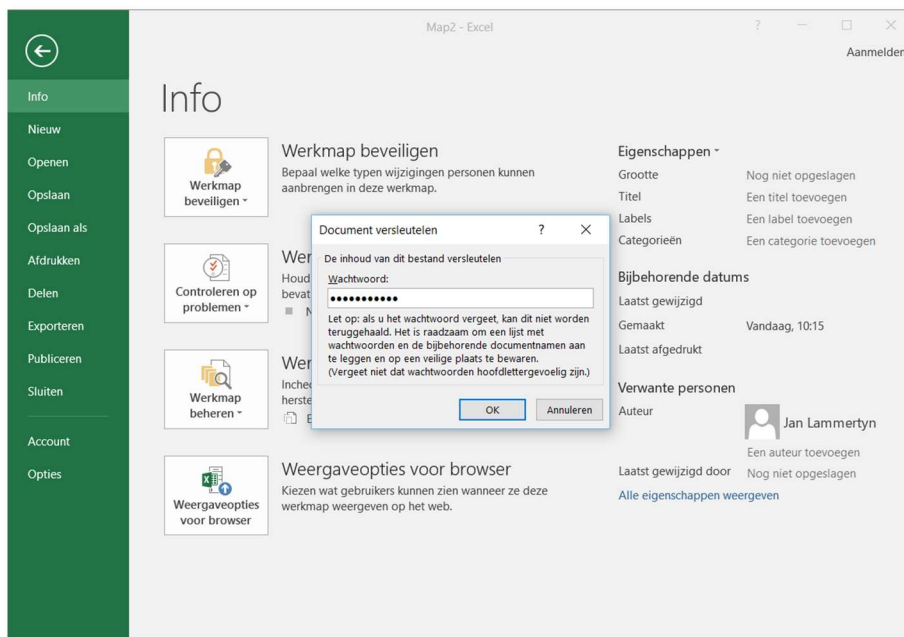 Map2 - Excel
?
Aanmelden
Info
Nieuw
Openen
Opslaan
Opslaan als
Afdrukken
Delen
Exporteren
Publiceren
Sluiten
Account
Opties
Info
Werkmap
beveiligen
Werkmap beveiligen
Bepaal welke typen wijzigingen personen kunnen
aanbrengen in deze werkmap.
Controleren op
problemen
Werkmap
beheren
Document versleutelen
?
De inhoud van dit bestand versleutelen
Wachtwoord:
•••••••••••
Let op: als u het wachtwoord vergeet, kan dit niet worden
teruggehaald. Het is raadzaam om een lijst met
wachtwoorden en de bijbehorende documentnamen aan
te leggen en op een veilige plaats te bewaren.
(Vergeet niet dat wachtwoorden hoofdlettergevoelig zijn.)
OK
Annuleren
Weergaveopties
voor browser
Weergaveopties voor browser
Kiezen wat gebruikers kunnen zien wanneer ze deze
werkmap weergeven op het web.
Eigenschappen
Grootte Nog niet opgeslagen
Titel Een titel toevoegen
Labels Een label toevoegen
Categorieën Een categorie toevoegen
Bijbehorende datums
Laatst gewijzigd
Gemaakt Vandaag, 10:15
Laatst afgedrukt
Verwante personen
Auteur Jan Lammertyn
Een auteur toevoegen
Laatst gewijzigd door Nog niet opgeslagen
Alle eigenschappen weergeven